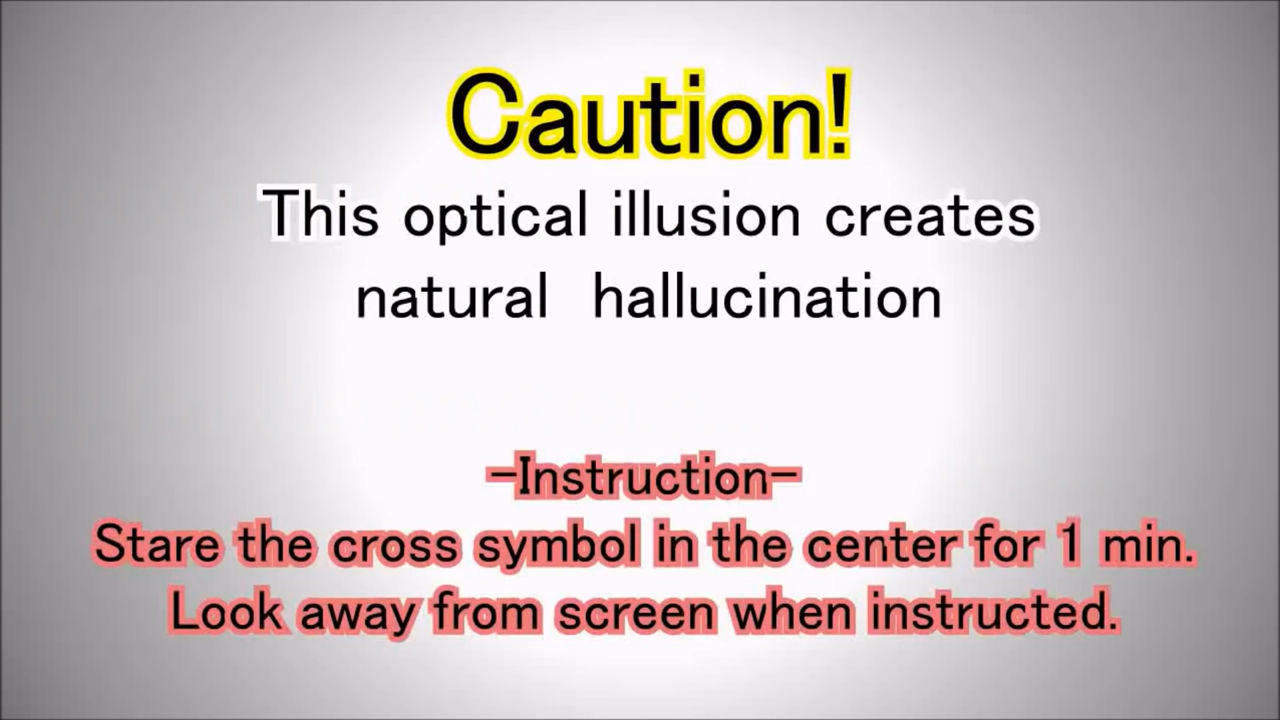 Caution!
This optical illusion creates
natural hallucination
-Instruction-
Stare the cross symbol in the center for 1 min.
Look away from screen when instructed.